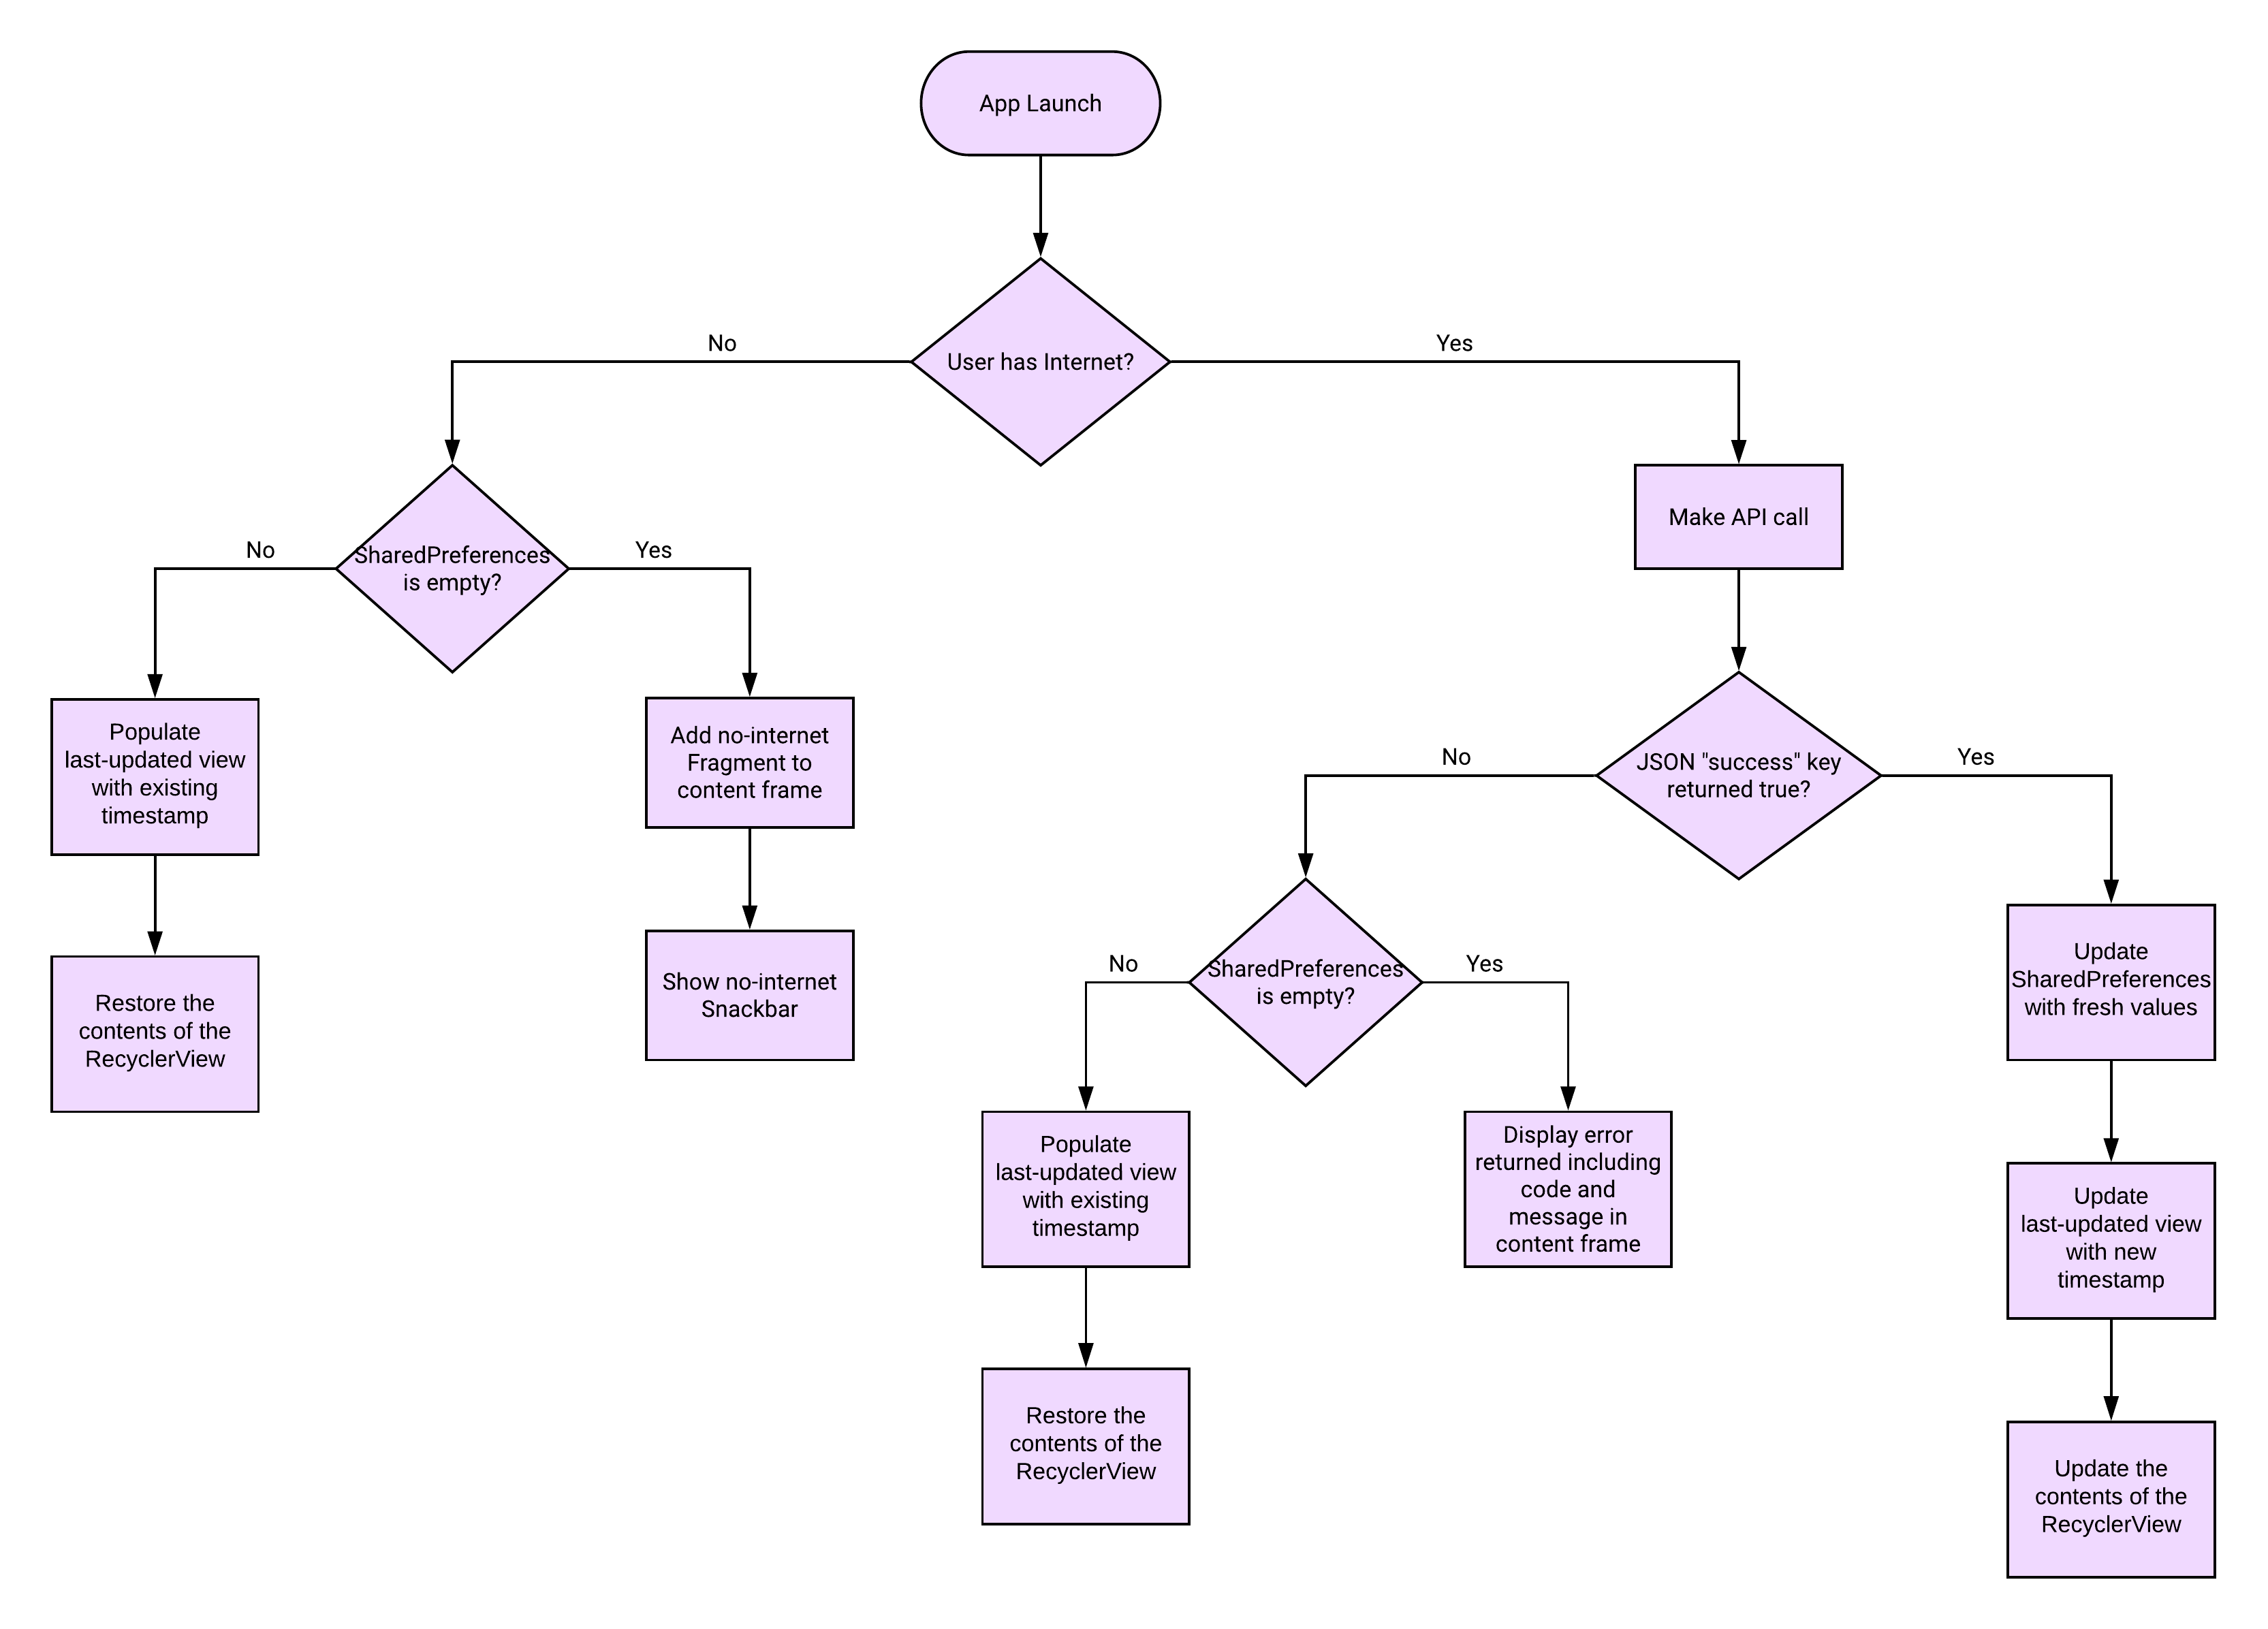 App Launch
No
User has Internet?
Yes
No
SharedPreferences
is empty?
Yes
Make API call
Populate
last-updated view
with existing
timestamp
Add no-internet
Fragment to
content frame
No
JSON "success" key
returned true?
Yes
Restore the
contents of the
RecyclerView
Show no-internet
Snackbar
No
SharedPreferences
is empty?
Yes
Update
SharedPreferences
with fresh values
Populate
last-updated view
with existing
timestamp
Display error
returned including
code and
message in
content frame
Update
last-updated view
with new
timestamp
Restore the
contents of the
RecyclerView
Update the
contents of the
RecyclerView